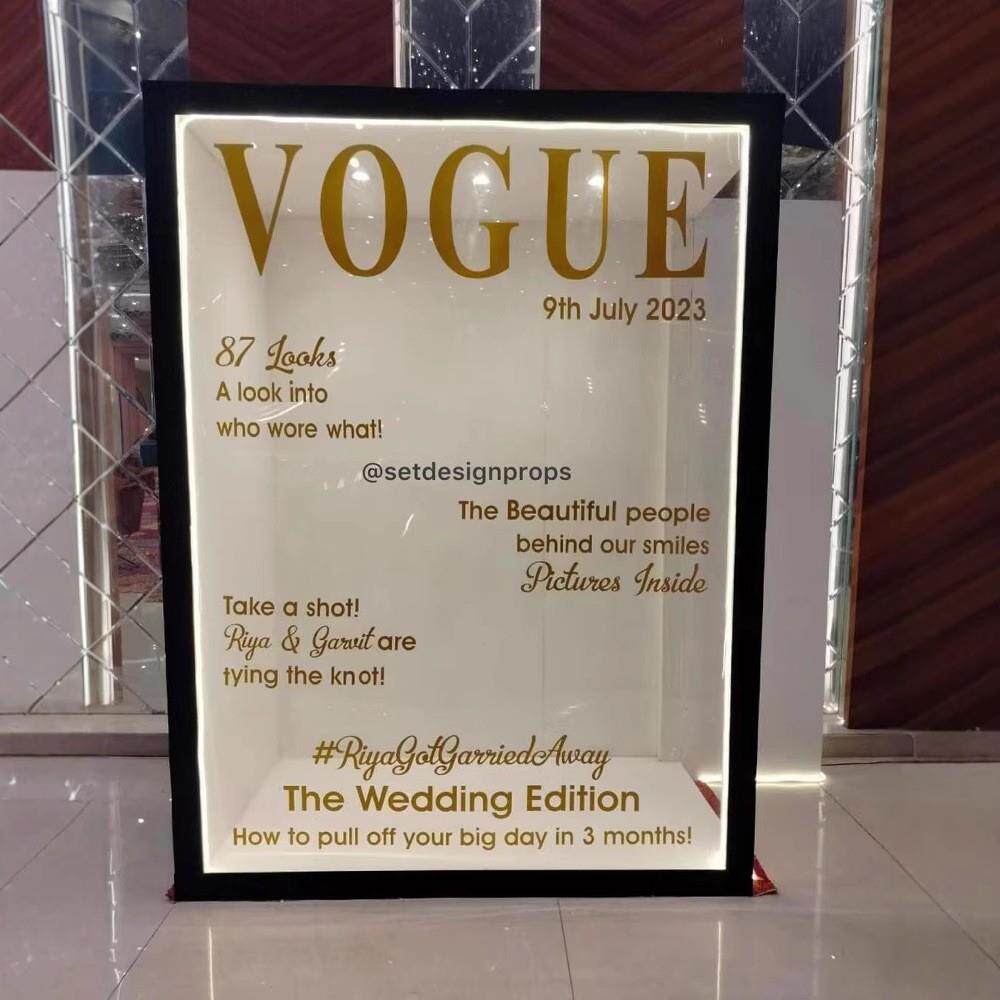 VOGUE
9th July 2023
87 Looks
A look into
who wore what!
@setdesignprops
The Beautiful people
behind our smiles
Pictures Inside
Take a shot!
Riya & Garvit are
tying the knot!
#RiyaGotGarriedAway
The Wedding Edition
How to pull off your big day in 3 months!